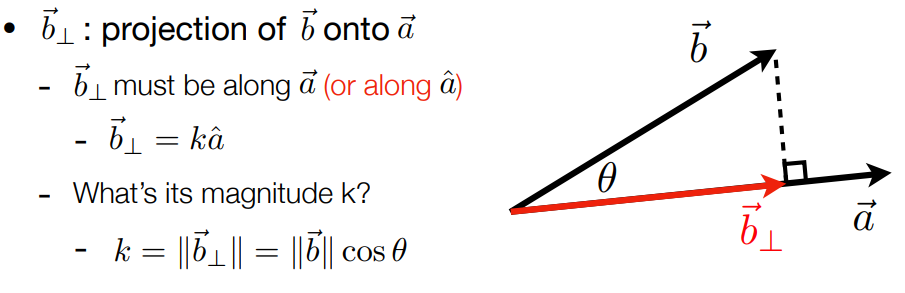 • $\vec{b}_\perp$ : projection of $\vec{b}$ onto $\vec{a}$
- $\vec{b}_\perp$ must be along $\vec{a}$ (or along $\hat{a}$)
- $\vec{b}_\perp = k\hat{a}$
- What's its magnitude k?
- $k = \|\vec{b}_\perp\| = \|\vec{b}\| \cos\theta$
$\vec{b}$
$\theta$
$\vec{b}_\perp$
$\vec{a}$